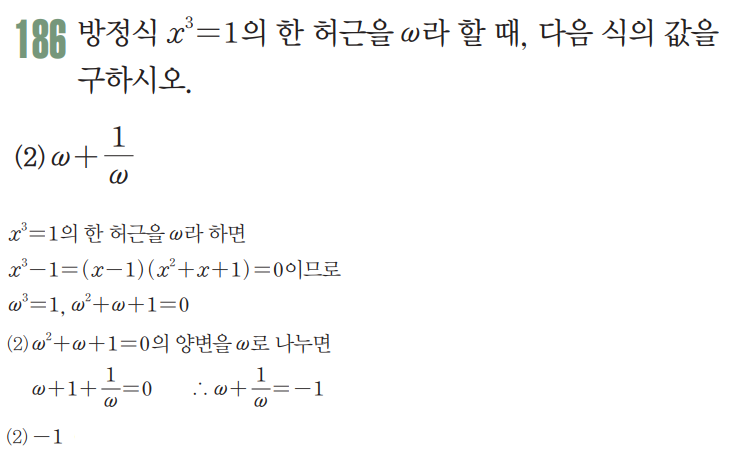 186 방정식 x³=1의 한 허근을 ω라 할 때, 다음 식의 값을
구하시오.
(2) ω+1/ω
x³=1의 한 허근을 ω라 하면
x³-1=(x-1)(x²+x+1)=0이므로
ω³=1, ω²+ω+1=0
(2) ω²+ω+1=0의 양변을 ω로 나누면
ω+1+1/ω=0 ∴ ω+1/ω=-1
(2) -1